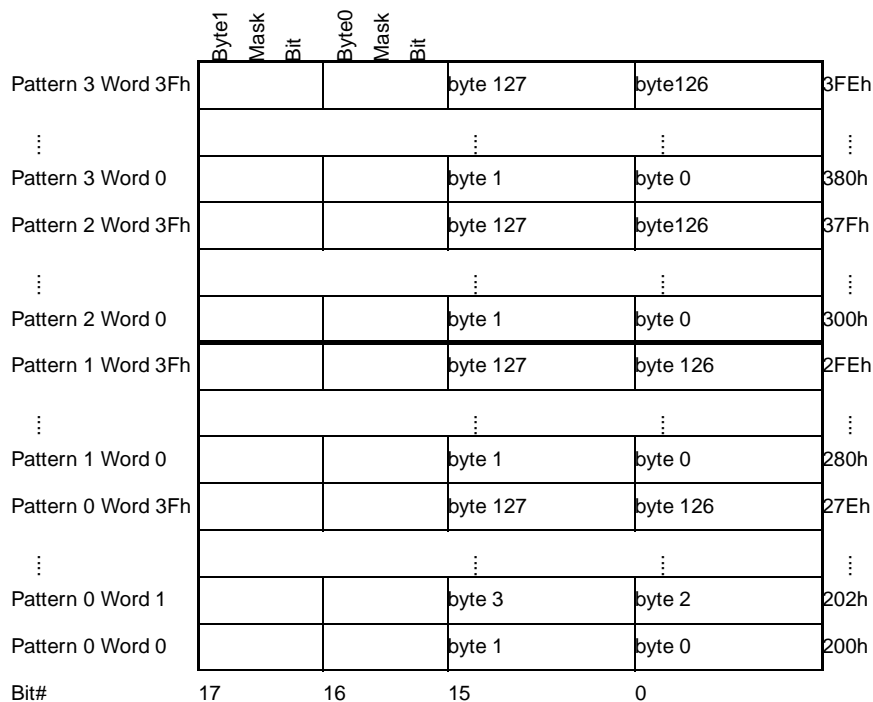 Byte1 Mask Bit Byte0 Mask Bit
Pattern 3 Word 3Fh byte 127 byte126 3FEh
Pattern 3 Word 0 byte 1 byte 0 380h
Pattern 2 Word 3Fh byte 127 byte126 37Fh
Pattern 2 Word 0 byte 1 byte 0 300h
Pattern 1 Word 3Fh byte 127 byte 126 2FEh
Pattern 1 Word 0 byte 1 byte 0 280h
Pattern 0 Word 3Fh byte 127 byte 126 27Eh
Pattern 0 Word 1 byte 3 byte 2 202h
Pattern 0 Word 0 byte 1 byte 0 200h
Bit# 17 16 15 0